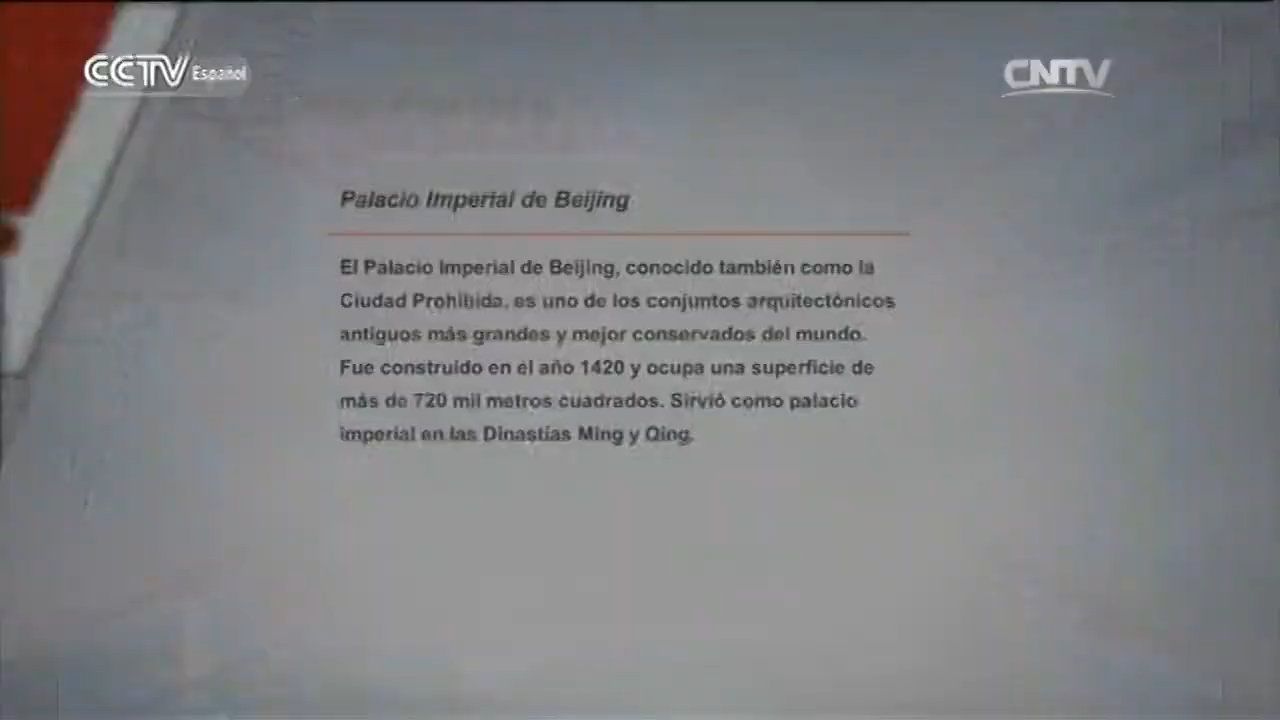 CCTV Español
CNTV
Palacio Imperial de Beijing
El Palacio Imperial de Beijing, conocido también como la
Ciudad Prohibida, es uno de los conjuntos arquitectónicos
antiguos más grandes y mejor conservados del mundo.
Fue construido en el año 1420 y ocupa una superficie de
más de 720 mil metros cuadrados. Sirvió como palacio
imperial en las Dinastías Ming y Qing.